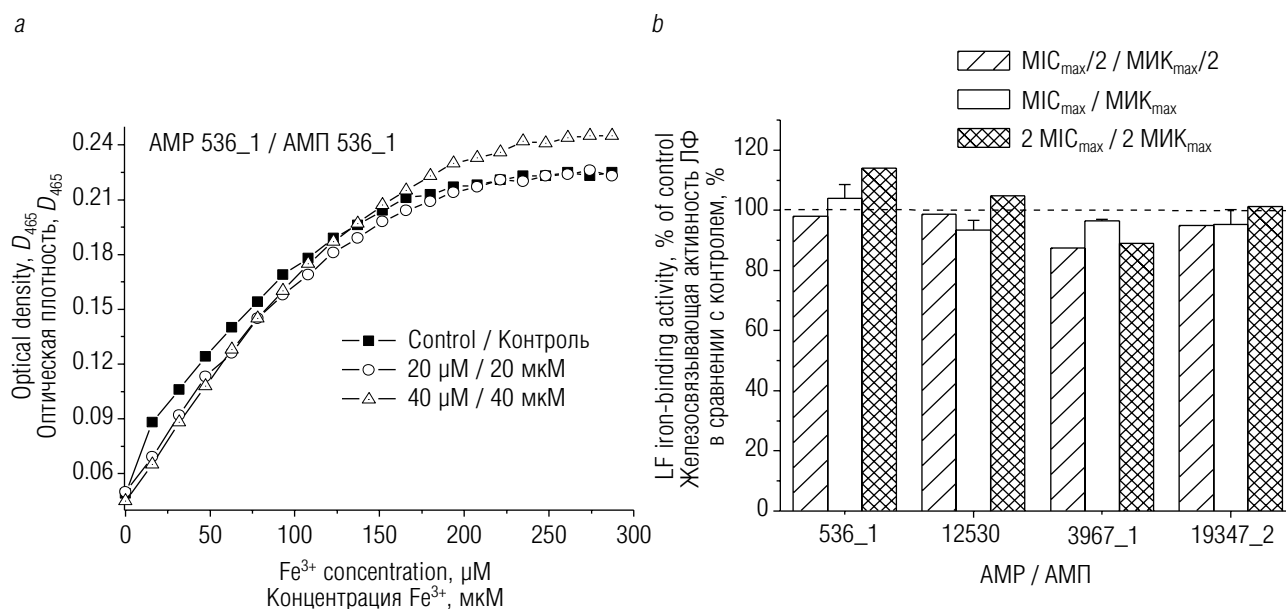 a
AMP 536_1 / АМП 536_1
Optical density, D465
Оптическая плотность, D465
0.24
0.21
0.18
0.15
0.12
0.09
0.06
Control / Контроль
20 µM / 20 мкМ
40 µM / 40 мкМ
0 50 100 150 200 250 300
Fe³⁺ concentration, µM
Концентрация Fe³⁺, мкМ
b
MICmax/2 / МИКmax/2
MICmax / МИКmax
2 MICmax / 2 МИКmax
LF iron-binding activity, % of control
Железосвязывающая активность ЛФ
в сравнении с контролем, %
120
100
80
60
40
20
0
536_1 12530 3967_1 19347_2
AMP / АМП